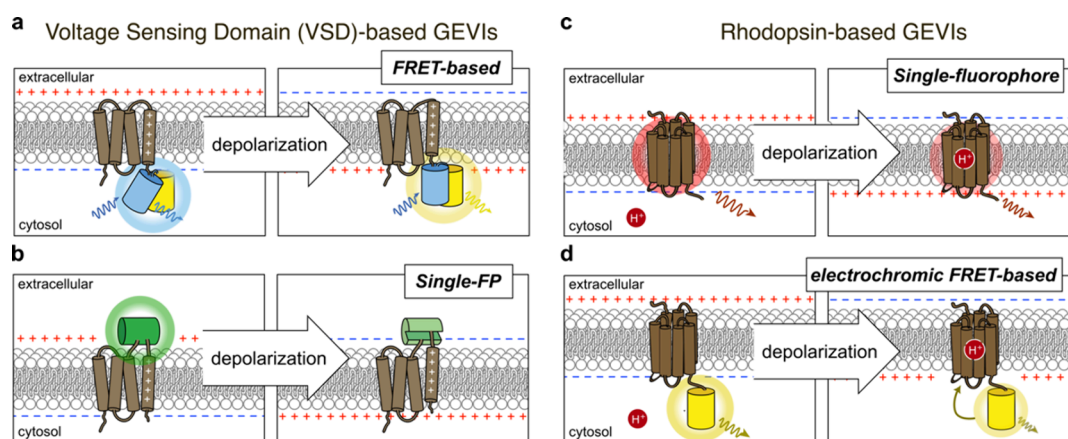 a
Voltage Sensing Domain (VSD)-based GEVIs
FRET-based
extracellular
+ + + +
depolarization
cytosol
b
Single-FP
extracellular
+ + + +
depolarization
cytosol
c
Rhodopsin-based GEVIs
Single-fluorophore
extracellular
depolarization
H+
H+
cytosol
d
electrochromic FRET-based
extracellular
depolarization
H+
H+
cytosol